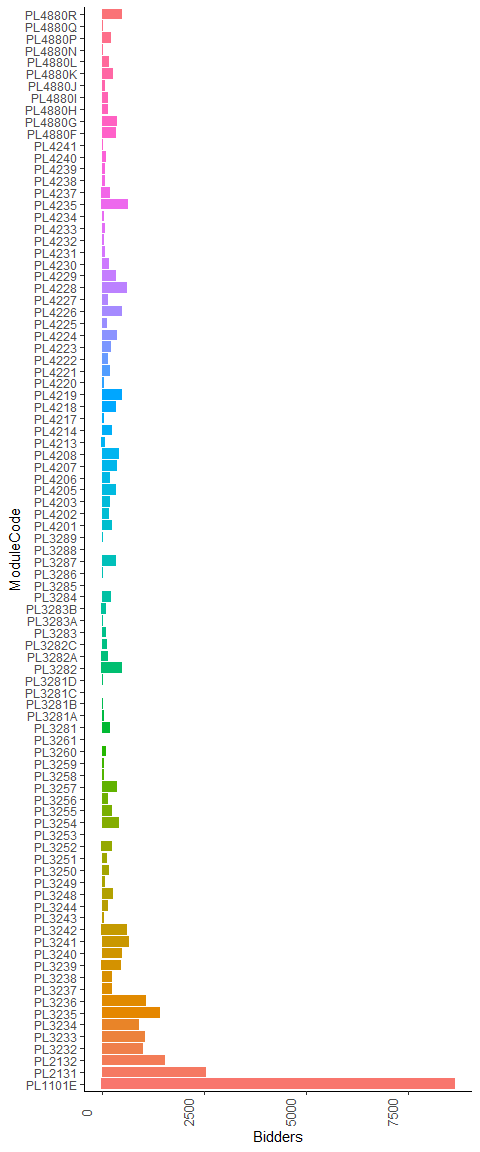 PL4880R
PL4880Q
PL4880P
PL4880N
PL4880L
PL4880K
PL4880J
PL4880I
PL4880H
PL4880G
PL4880F
PL4241
PL4240
PL4239
PL4238
PL4237
PL4235
PL4234
PL4233
PL4232
PL4231
PL4230
PL4229
PL4228
PL4227
PL4226
PL4225
PL4224
PL4223
PL4222
PL4221
PL4220
PL4219
PL4218
PL4217
PL4214
PL4213
PL4208
PL4207
PL4206
PL4205
PL4203
PL4202
PL4201
PL3289
PL3288
PL3287
PL3286
PL3285
PL3284
PL3283B
PL3283A
PL3283
PL3282C
PL3282A
PL3282
PL3281D
PL3281C
PL3281B
PL3281A
PL3281
PL3261
PL3260
PL3259
PL3258
PL3257
PL3256
PL3255
PL3254
PL3253
PL3252
PL3251
PL3250
PL3249
PL3248
PL3244
PL3243
PL3242
PL3241
PL3240
PL3239
PL3238
PL3237
PL3236
PL3235
PL3234
PL3233
PL3232
PL2132
PL2131
PL1101E
ModuleCode
0
2500
5000
7500
Bidders